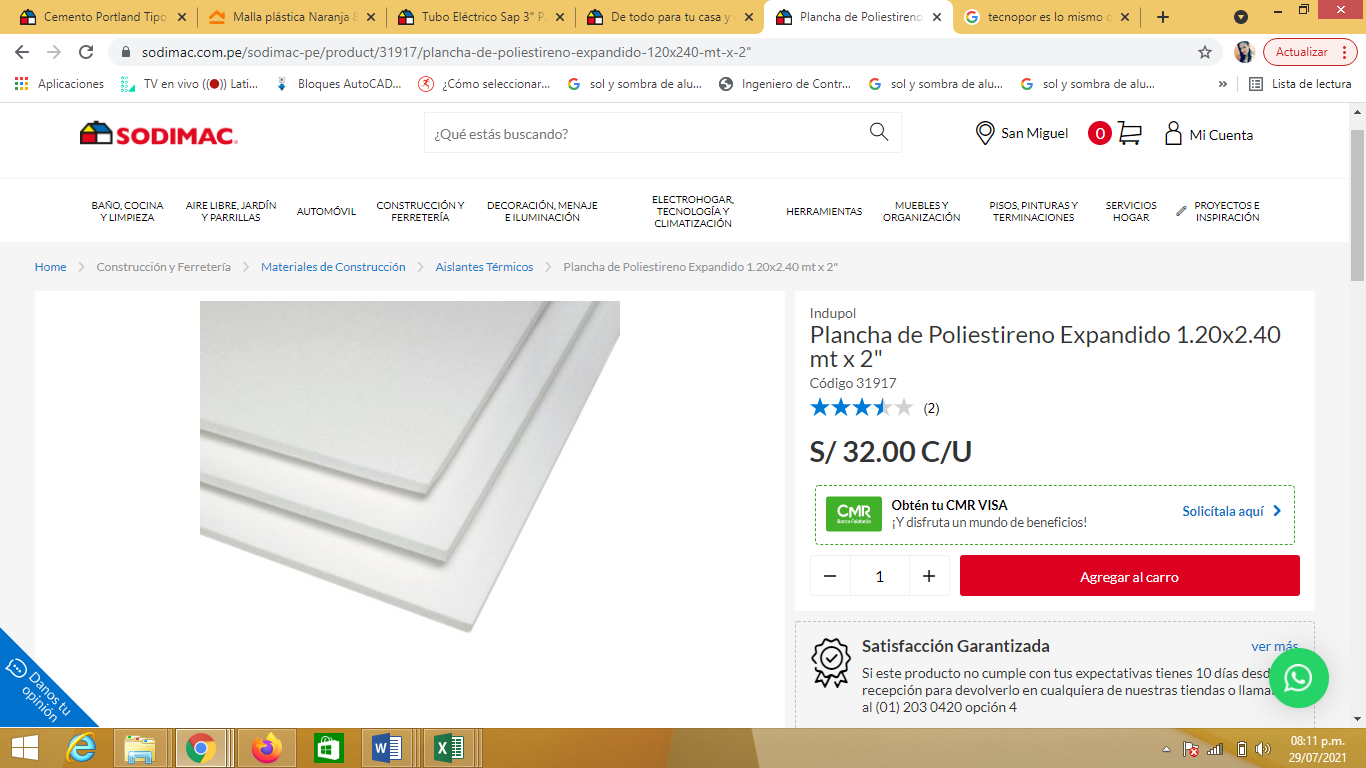 Cemento Portland Tipo
Malla plástica Naranja
Tubo Eléctrico Sap 3"
De todo para tu casa y
Plancha de Poliestireno
tecnopor es lo mismo
sodimac.com.pe/sodimac-pe/product/31917/plancha-de-poliestireno-expandido-120x240-mt-x-2"
Actualizar
Aplicaciones
TV en vivo ((●)) Lati...
Bloques AutoCAD...
¿Cómo seleccionar...
sol y sombra de alu...
Ingeniero de Contr...
sol y sombra de alu...
sol y sombra de alu...
»
Lista de lectura
SODIMAC
¿Qué estás buscando?
San Miguel
0
Mi Cuenta
BAÑO, COCINA
Y LIMPIEZA
AIRE LIBRE, JARDÍN
Y PARRILLAS
AUTOMÓVIL
CONSTRUCCIÓN Y
FERRETERÍA
DECORACIÓN, MENAJE
E ILUMINACIÓN
ELECTROHOGAR,
TECNOLOGÍA Y
CLIMATIZACIÓN
HERRAMIENTAS
MUEBLES Y
ORGANIZACIÓN
PISOS, PINTURAS Y
TERMINACIONES
SERVICIOS
HOGAR
PROYECTOS E
INSPIRACIÓN
Home > Construcción y Ferretería > Materiales de Construcción > Aislantes Térmicos > Plancha de Poliestireno Expandido 1.20x2.40 mt x 2"
Indupol
Plancha de Poliestireno Expandido 1.20x2.40
mt x 2"
Código 31917
(2)
S/ 32.00 C/U
CMR
Banco Falabella
Obtén tu CMR VISA
¡Y disfruta un mundo de beneficios!
Solicítala aquí
− 1 +
Agregar al carro
Satisfacción Garantizada
ver más
Si este producto no cumple con tus expectativas tienes 10 días
recepción para devolverlo en cualquiera de nuestras tiendas o
al (01) 203 0420 opción 4
Danos tu
opinión
08:11 p.m.
29/07/2021